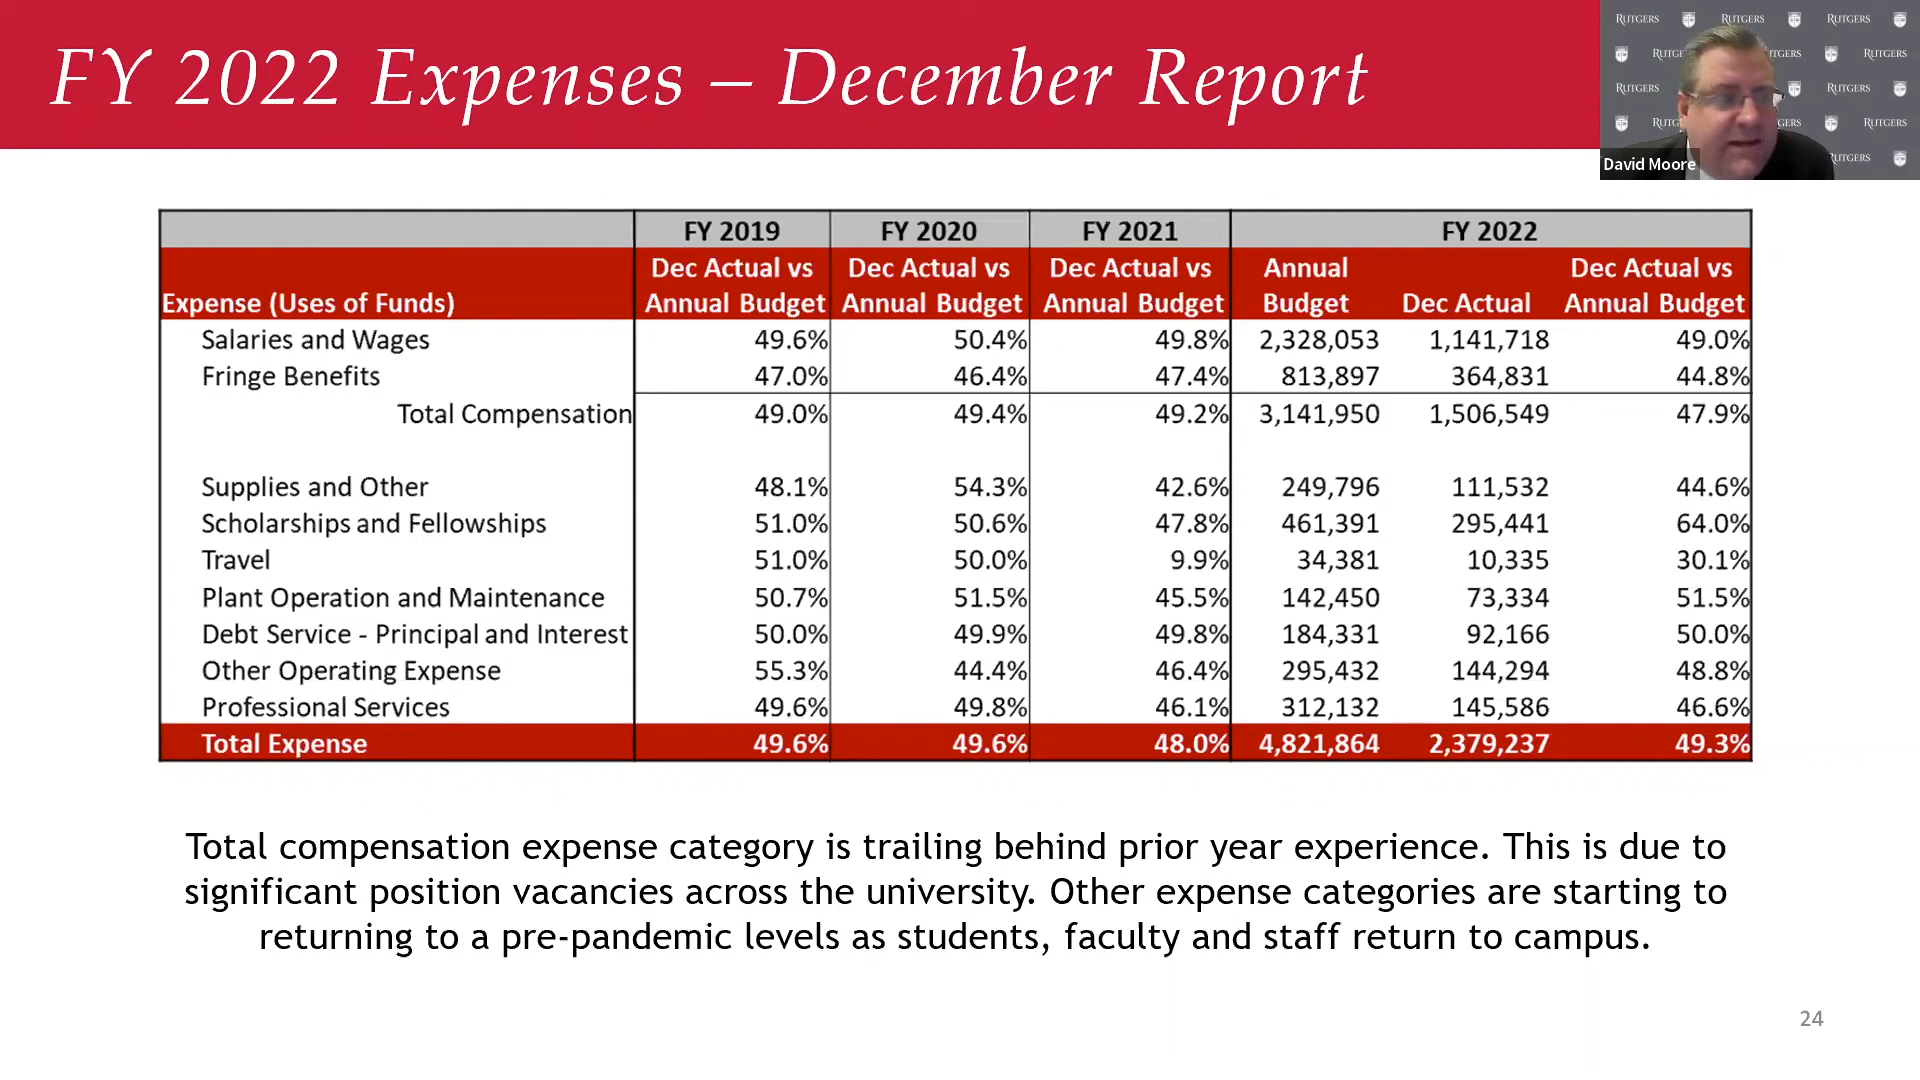 FY 2022 Expenses – December Report
RUTGERS RUTGERS RUTGERS
RUTGERS
RUTGERS RUTGERS
RUTGERS
RUTGERS
David Moore
FY 2019 FY 2020 FY 2021 FY 2022
Dec Actual vs Dec Actual vs Dec Actual vs Annual Dec Actual vs
Expense (Uses of Funds) Annual Budget Annual Budget Annual Budget Budget Dec Actual Annual Budget
Salaries and Wages 49.6% 50.4% 49.8% 2,328,053 1,141,718 49.0%
Fringe Benefits 47.0% 46.4% 47.4% 813,897 364,831 44.8%
Total Compensation 49.0% 49.4% 49.2% 3,141,950 1,506,549 47.9%
Supplies and Other 48.1% 54.3% 42.6% 249,796 111,532 44.6%
Scholarships and Fellowships 51.0% 50.6% 47.8% 461,391 295,441 64.0%
Travel 51.0% 50.0% 9.9% 34,381 10,335 30.1%
Plant Operation and Maintenance 50.7% 51.5% 45.5% 142,450 73,334 51.5%
Debt Service - Principal and Interest 50.0% 49.9% 49.8% 184,331 92,166 50.0%
Other Operating Expense 55.3% 44.4% 46.4% 295,432 144,294 48.8%
Professional Services 49.6% 49.8% 46.1% 312,132 145,586 46.6%
Total Expense 49.6% 49.6% 48.0% 4,821,864 2,379,237 49.3%
Total compensation expense category is trailing behind prior year experience. This is due to
significant position vacancies across the university. Other expense categories are starting to
returning to a pre-pandemic levels as students, faculty and staff return to campus.
24